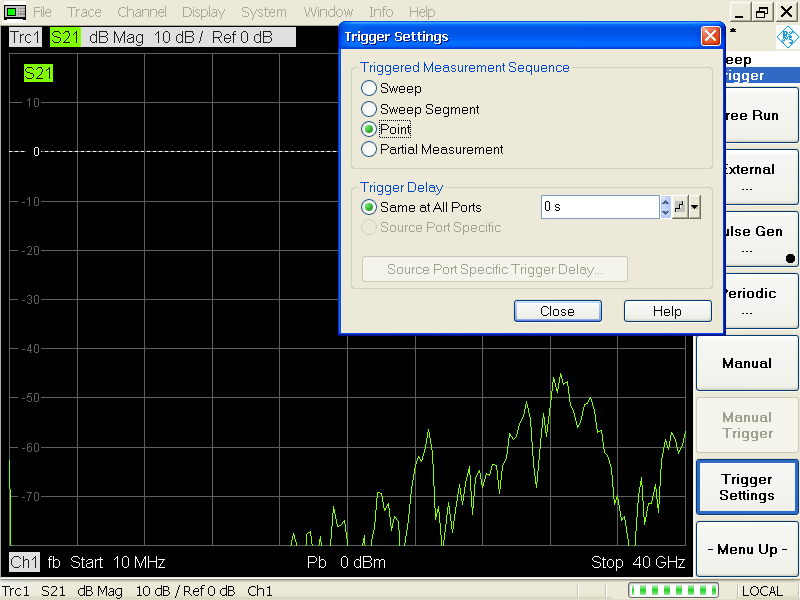 File Trace Channel Display System Window Info Help
Trc1 S21 dB Mag 10 dB / Ref 0 dB
S21
10
0
-10
-20
-30
-40
-50
-60
-70
Ch1 fb Start 10 MHz Pb 0 dBm Stop 40 GHz
Trigger Settings
Triggered Measurement Sequence
Sweep
Sweep Segment
Point
Partial Measurement
Trigger Delay
Same at All Ports
0 s
Source Port Specific
Source Port Specific Trigger Delay...
Close Help
eep
rigger
ree Run
xternal
...
ulse Gen
...
eriodic
...
Manual
Manual
Trigger
Trigger
Settings
- Menu Up -
Trc1 S21 dB Mag 10 dB / Ref 0 dB Ch1 LOCAL